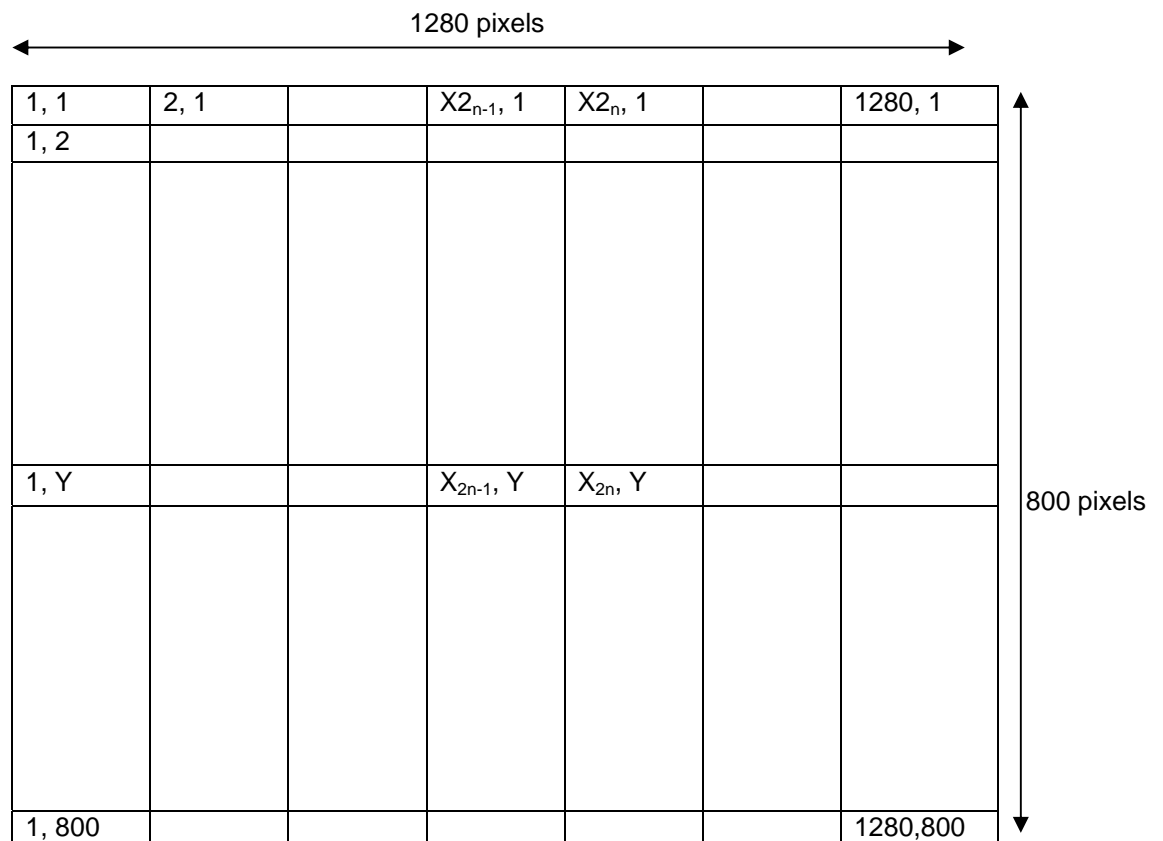 1280 pixels
1, 1 2, 1 X2ₙ₋₁, 1 X2ₙ, 1 1280, 1
1, 2
1, Y X₂ₙ₋₁, Y X₂ₙ, Y
800 pixels
1, 800 1280,800